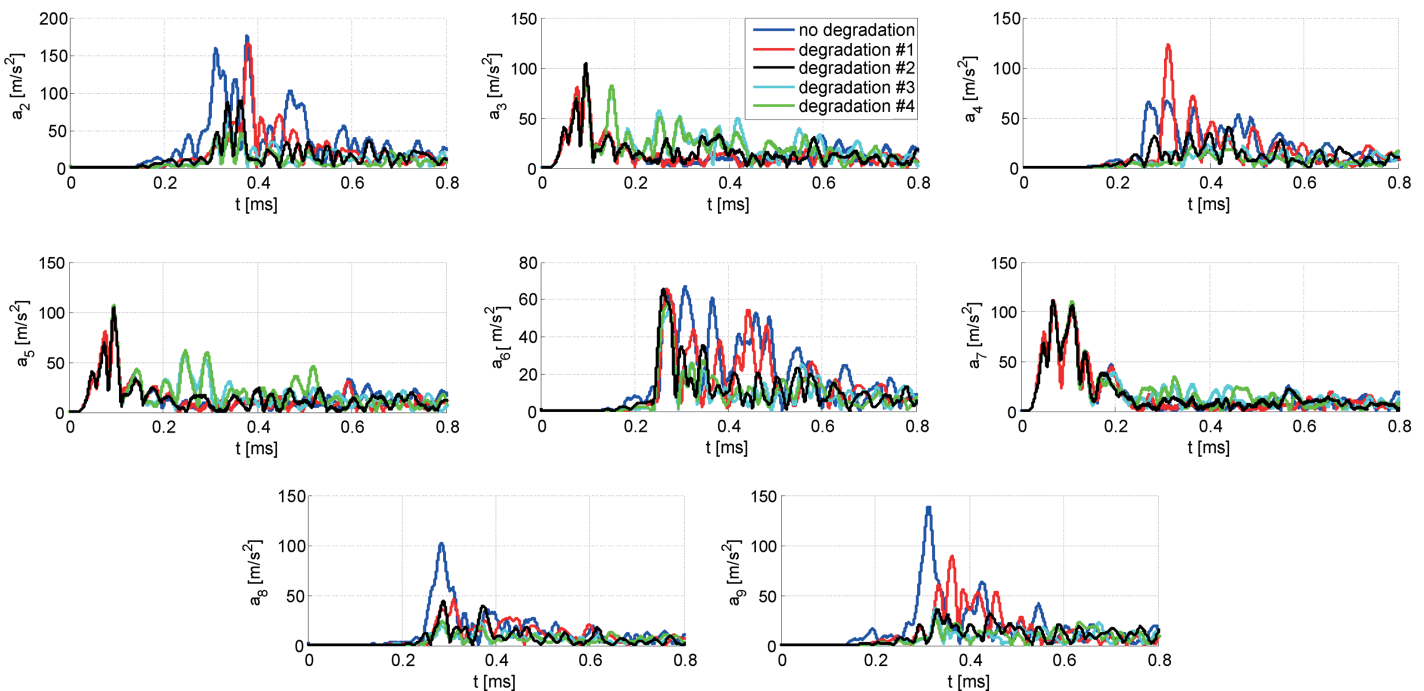 a2 [m/s2]
200
150
100
50
0
0 0.2 0.4 0.6 0.8
t [ms]
a3 [m/s2]
150
100
50
0
0 0.2 0.4 0.6 0.8
t [ms]
no degradation
degradation #1
degradation #2
degradation #3
degradation #4
a4 [m/s2]
150
100
50
0
0 0.2 0.4 0.6 0.8
t [ms]
a5 [m/s2]
150
100
50
0
0 0.2 0.4 0.6 0.8
t [ms]
a6[ m/s2]
80
60
40
20
0
0 0.2 0.4 0.6 0.8
t [ms]
a7 [m/s2]
150
100
50
0
0 0.2 0.4 0.6 0.8
t [ms]
a8 [m/s2]
150
100
50
0
0 0.2 0.4 0.6 0.8
t [ms]
a9 [m/s2]
150
100
50
0
0 0.2 0.4 0.6 0.8
t [ms]